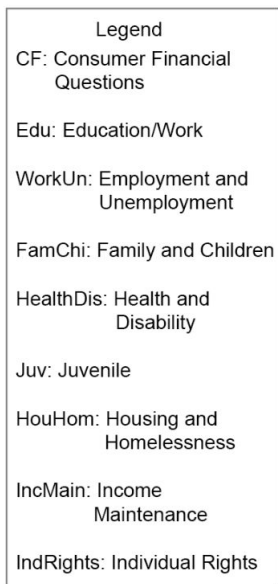 Legend
CF: Consumer Financial
Questions
Edu: Education/Work
WorkUn: Employment and
Unemployment
FamChi: Family and Children
HealthDis: Health and
Disability
Juv: Juvenile
HouHom: Housing and
Homelessness
IncMain: Income
Maintenance
IndRights: Individual Rights